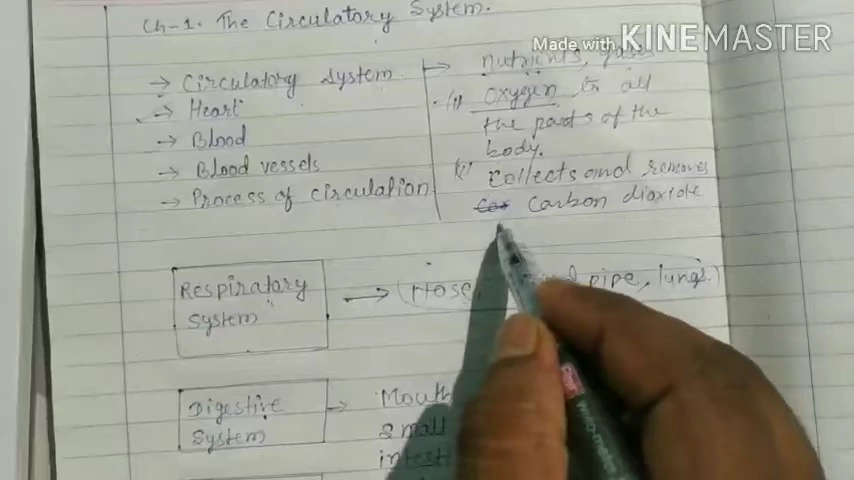 Ch-1. The Circulatory System.
Made with KINEMASTER
→ Circulatory System
→ Heart
→ Blood
→ Blood vessels
→ Process of circulation
→ nutrients,
(i) oxygen to all
the parts of the
body.
collects and removes
carbon dioxide
Respiratory
System
→ (Nose, pipe, lungs.)
Digestive
System
→ Mouth
Small